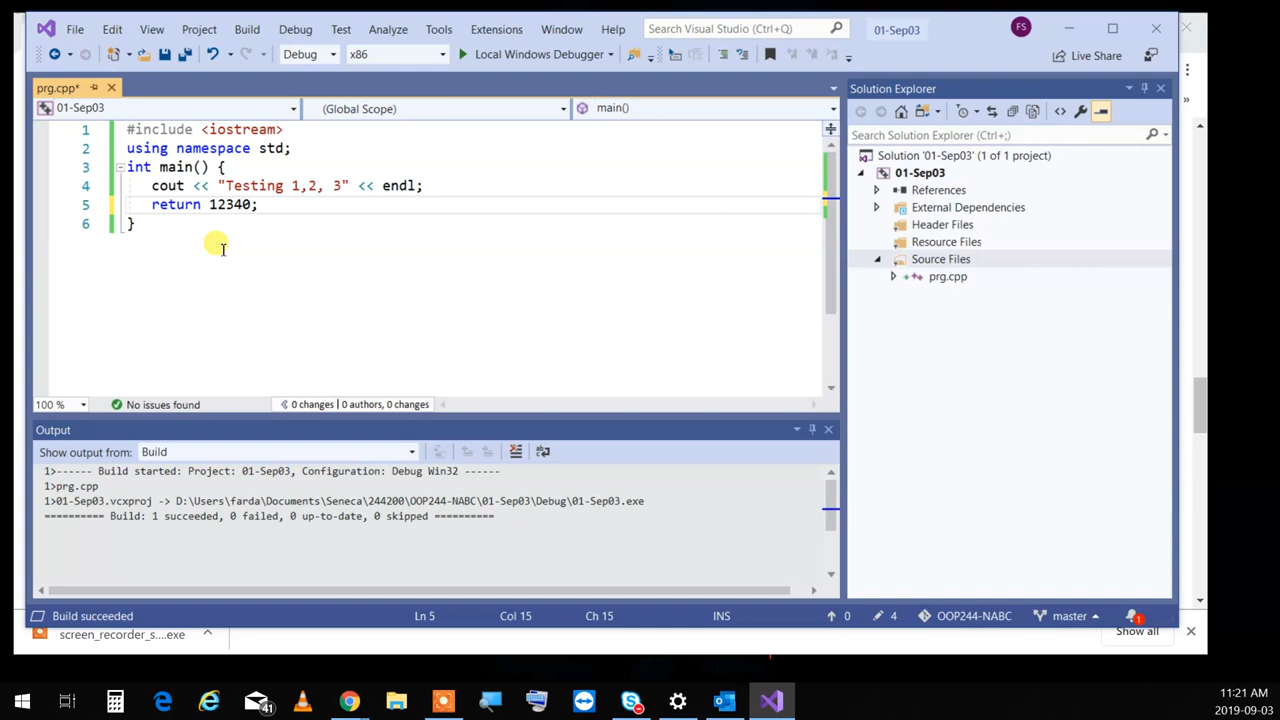 File Edit View Project Build Debug Test Analyze Tools Extensions Window Help Search Visual Studio (Ctrl+Q) 01-Sep03 FS
Debug x86 Local Windows Debugger Live Share
prg.cpp*
01-Sep03 (Global Scope) main()
1 #include <iostream>
2 using namespace std;
3 int main() {
4 cout << "Testing 1,2, 3" << endl;
5 return 12340;
6 }
100 % No issues found 0 changes | 0 authors, 0 changes
Output
Show output from: Build
1>------ Build started: Project: 01-Sep03, Configuration: Debug Win32 ------
1>prg.cpp
1>01-Sep03.vcxproj -> D:\Users\farda\Documents\Seneca\244200\OOP244-NABC\01-Sep03\Debug\01-Sep03.exe
========== Build: 1 succeeded, 0 failed, 0 up-to-date, 0 skipped ==========
Solution Explorer
Search Solution Explorer (Ctrl+;)
Solution '01-Sep03' (1 of 1 project)
01-Sep03
References
External Dependencies
Header Files
Resource Files
Source Files
prg.cpp
Build succeeded Ln 5 Col 15 Ch 15 INS 0 4 OOP244-NABC master 1
screen_recorder_s....exe Show all
41
11:21 AM
2019-09-03